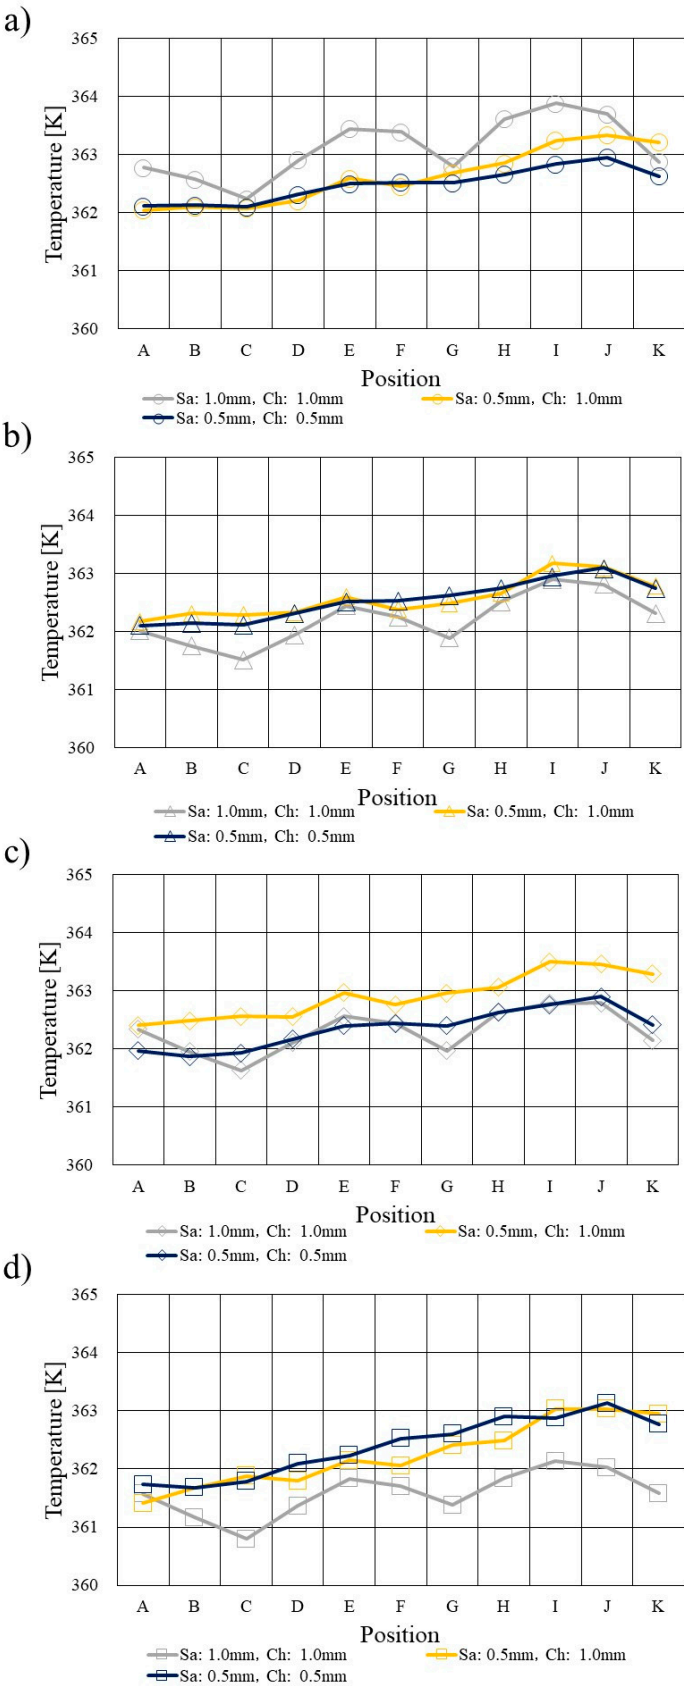 a)
365
364
363
362
361
360
Temperature [K]
A B C D E F G H I J K
Position
Sa: 1.0mm, Ch: 1.0mm
Sa: 0.5mm, Ch: 1.0mm
Sa: 0.5mm, Ch: 0.5mm
b)
365
364
363
362
361
360
Temperature [K]
A B C D E F G H I J K
Position
Sa: 1.0mm, Ch: 1.0mm
Sa: 0.5mm, Ch: 1.0mm
Sa: 0.5mm, Ch: 0.5mm
c)
365
364
363
362
361
360
Temperature [K]
A B C D E F G H I J K
Position
Sa: 1.0mm, Ch: 1.0mm
Sa: 0.5mm, Ch: 1.0mm
Sa: 0.5mm, Ch: 0.5mm
d)
365
364
363
362
361
360
Temperature [K]
A B C D E F G H I J K
Position
Sa: 1.0mm, Ch: 1.0mm
Sa: 0.5mm, Ch: 1.0mm
Sa: 0.5mm, Ch: 0.5mm